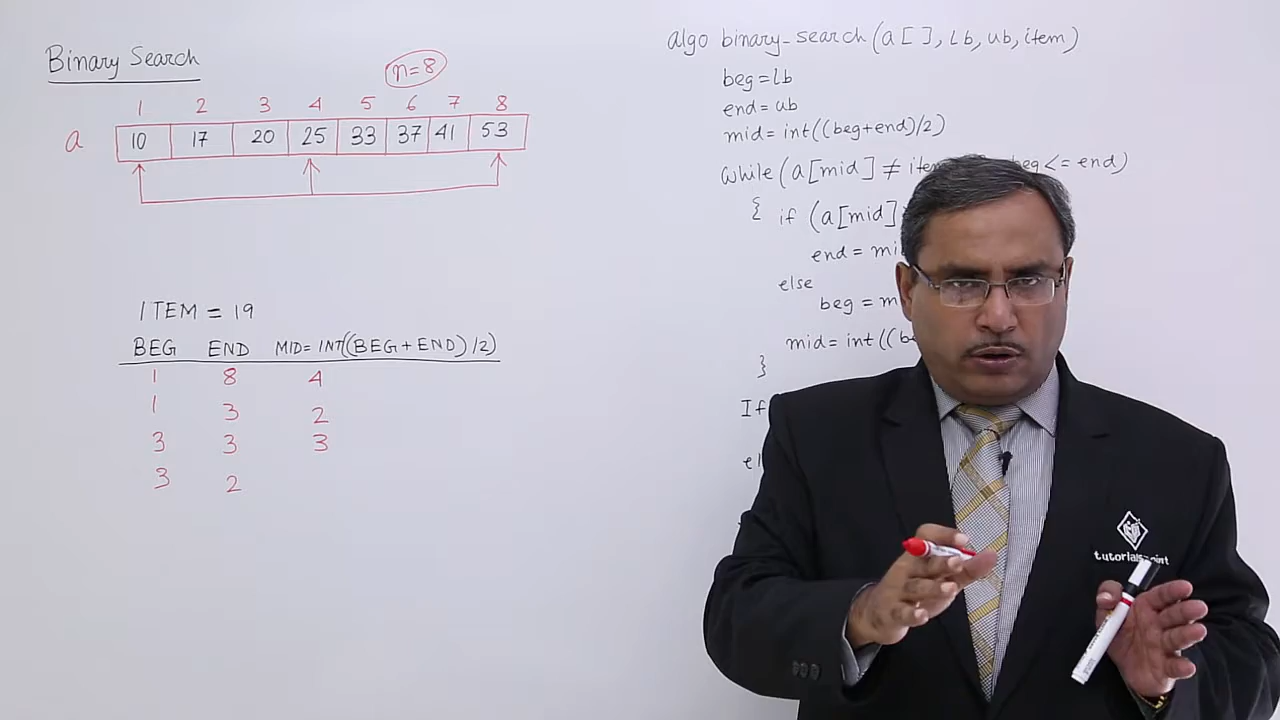 Binary Search
n=8
1 2 3 4 5 6 7 8
a 10 17 20 25 33 37 41 53
ITEM = 19
BEG END MID=INT((BEG+END)/2)
1 8 4
1 3 2
3 3 3
3 2
algo binary_search(a[ ], lb, ub, item)
beg=lb
end=ub
mid=int((beg+end)/2)
while (a[mid] ≠ beg<=end)
{ if (a[mid]
end =
else
beg =
mid=int((
}
If
tutorialspoint